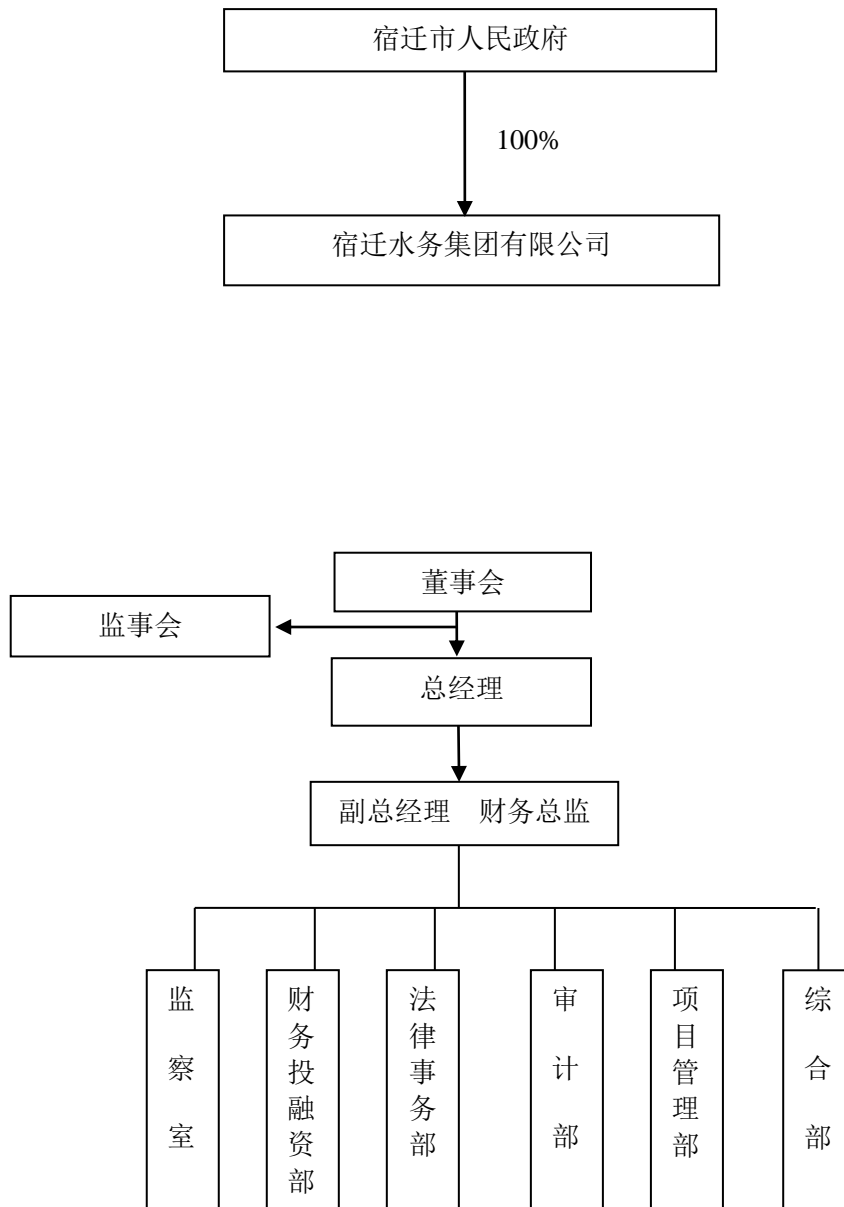 宿迁市人民政府
100%
宿迁水务集团有限公司
董事会
监事会
总经理
副总经理 财务总监
监察室
财务投融资部
法律事务部
审计部
项目管理部
综合部